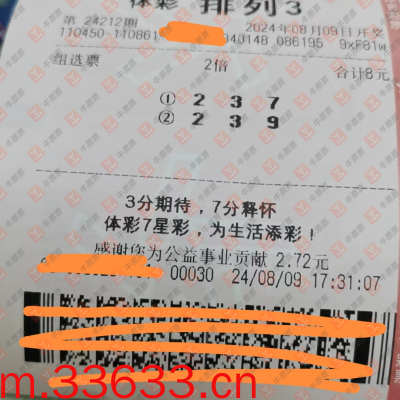 体彩 排列3
第 24212期 2024年08月09日开奖
110450-110861 940148 086195 9xF81W
组选票 2倍 合计8元
① 2 3 7
② 2 3 9
3分期待，7分释怀
体彩7星彩，为生活添彩！
感谢您为公益事业贡献 2.72元
00030 24/08/09 17:31:07
m.33633.cn